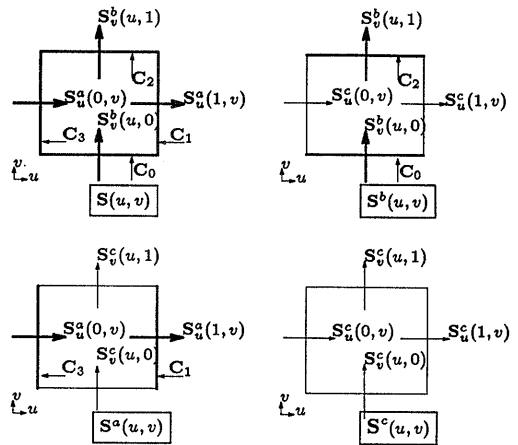 S_v^b(u,1)
C_2
S_u^a(0,v) S_u^a(1,v)
S_v^b(u,0)
C_3 C_1
C_0
v.
u
S(u,v)
S_v^b(u,1)
C_2
S_u^c(0,v) S_u^c(1,v)
S_v^b(u,0)
C_0
v
u
S^b(u,v)
S_v^c(u,1)
S_u^a(0,v) S_u^a(1,v)
S_v^c(u,0)
C_3 C_1
v
u
S^a(u,v)
S_v^c(u,1)
S_u^c(0,v) S_u^c(1,v)
S_v^c(u,0)
v
u
S^c(u,v)